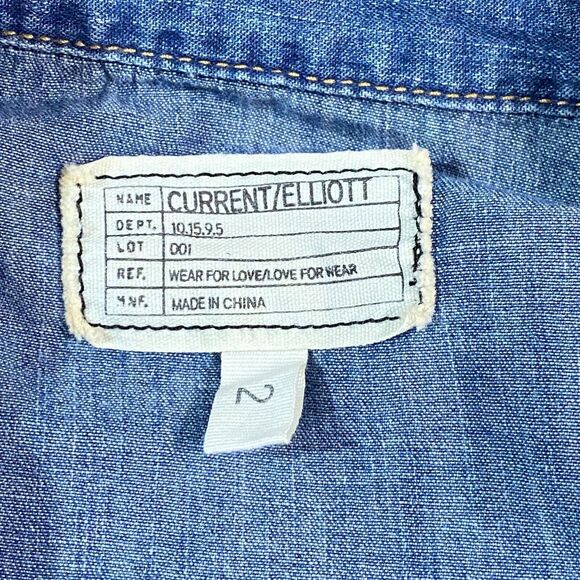 NAME CURRENT/ELLIOTT
DEPT. 10.15.9.5
LOT 001
REF. WEAR FOR LOVE/LOVE FOR WEAR
MNF. MADE IN CHINA
2